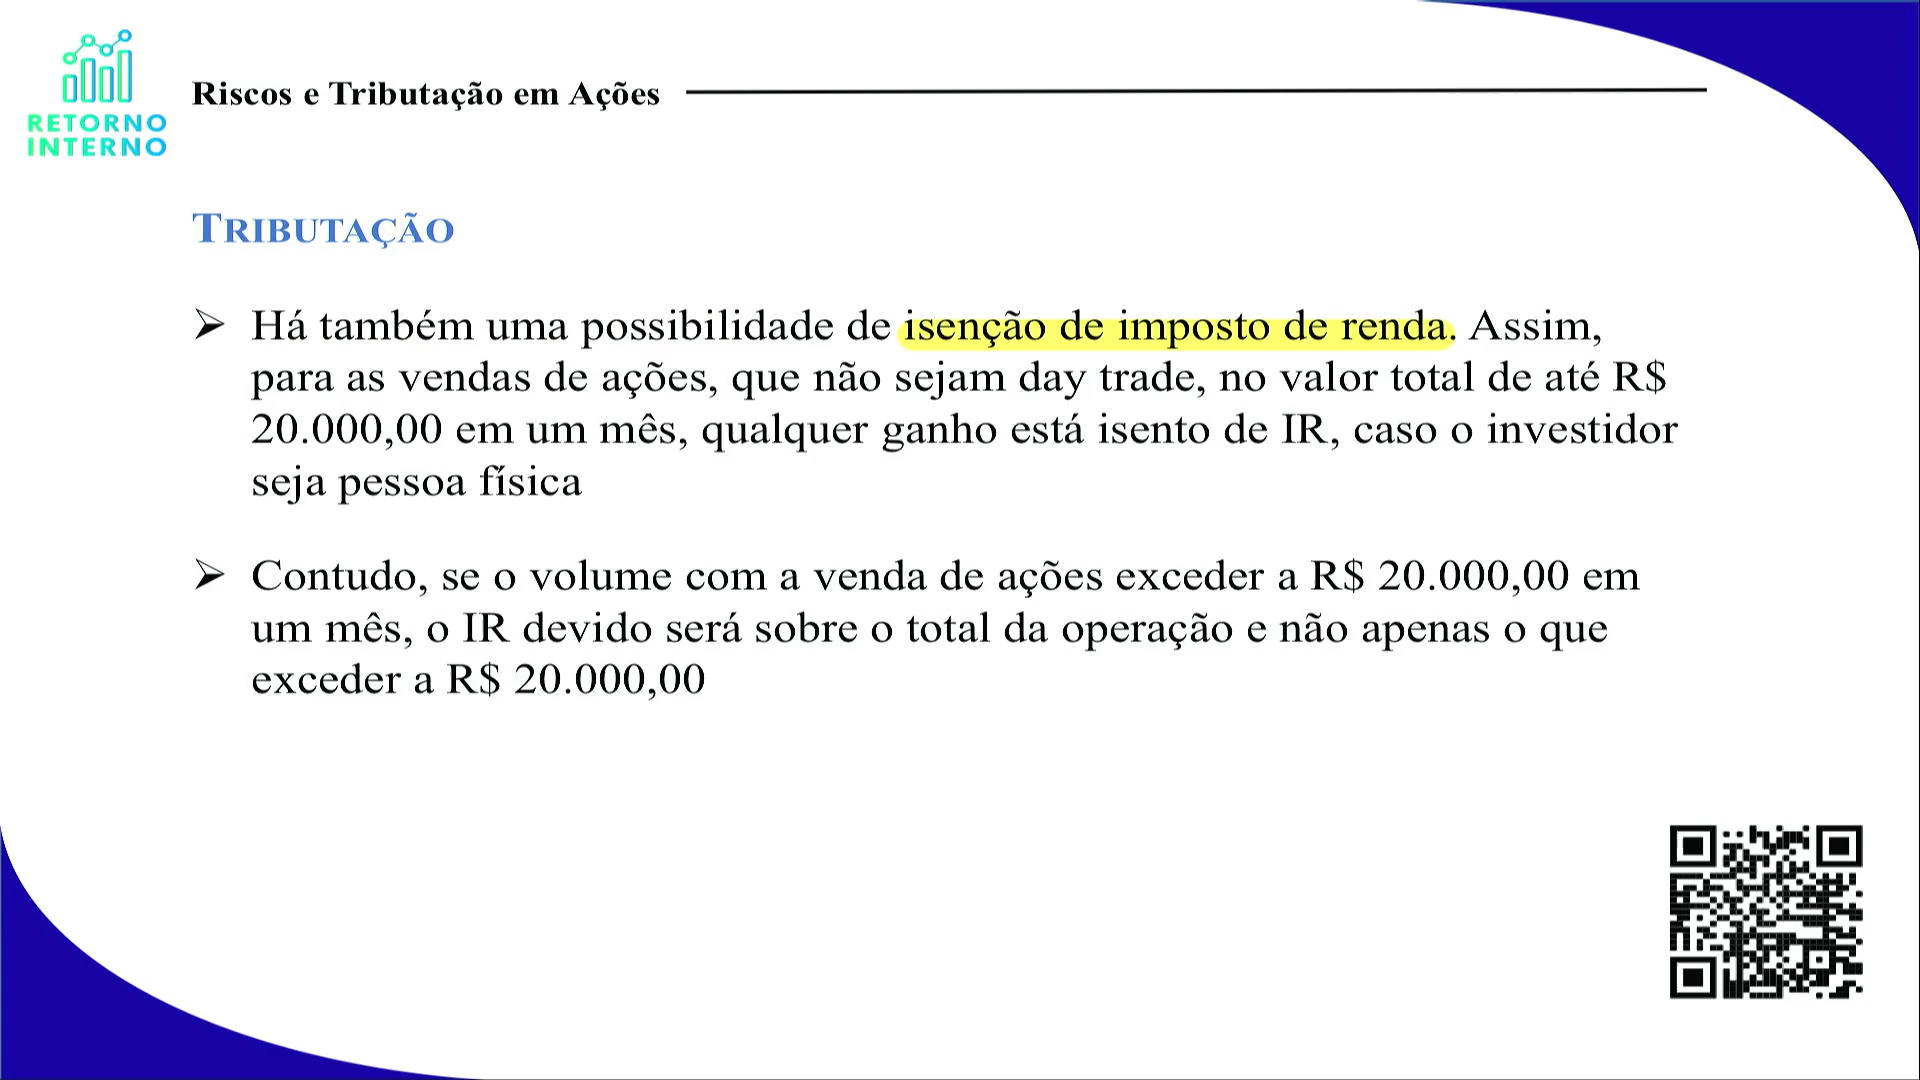 RETORNO
INTERNO
Riscos e Tributação em Ações
TRIBUTAÇÃO
➢ Há também uma possibilidade de isenção de imposto de renda. Assim,
para as vendas de ações, que não sejam day trade, no valor total de até R$
20.000,00 em um mês, qualquer ganho está isento de IR, caso o investidor
seja pessoa física
➢ Contudo, se o volume com a venda de ações exceder a R$ 20.000,00 em
um mês, o IR devido será sobre o total da operação e não apenas o que
exceder a R$ 20.000,00